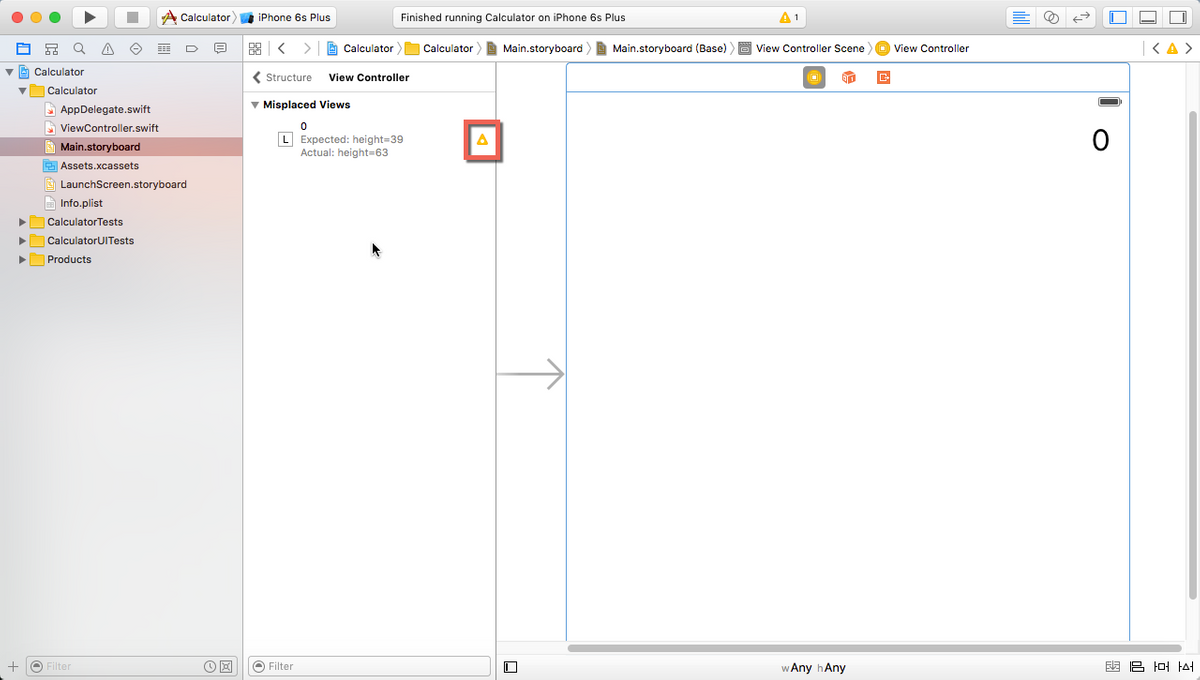 Calculator iPhone 6s Plus
Finished running Calculator on iPhone 6s Plus
1
Calculator Calculator Main.storyboard Main.storyboard (Base) View Controller Scene View Controller
Calculator
Calculator
AppDelegate.swift
ViewController.swift
Main.storyboard
Assets.xcassets
LaunchScreen.storyboard
Info.plist
CalculatorTests
CalculatorUITests
Products
Structure View Controller
Misplaced Views
0
L Expected: height=39
Actual: height=63
0
Filter
Filter
wAny hAny